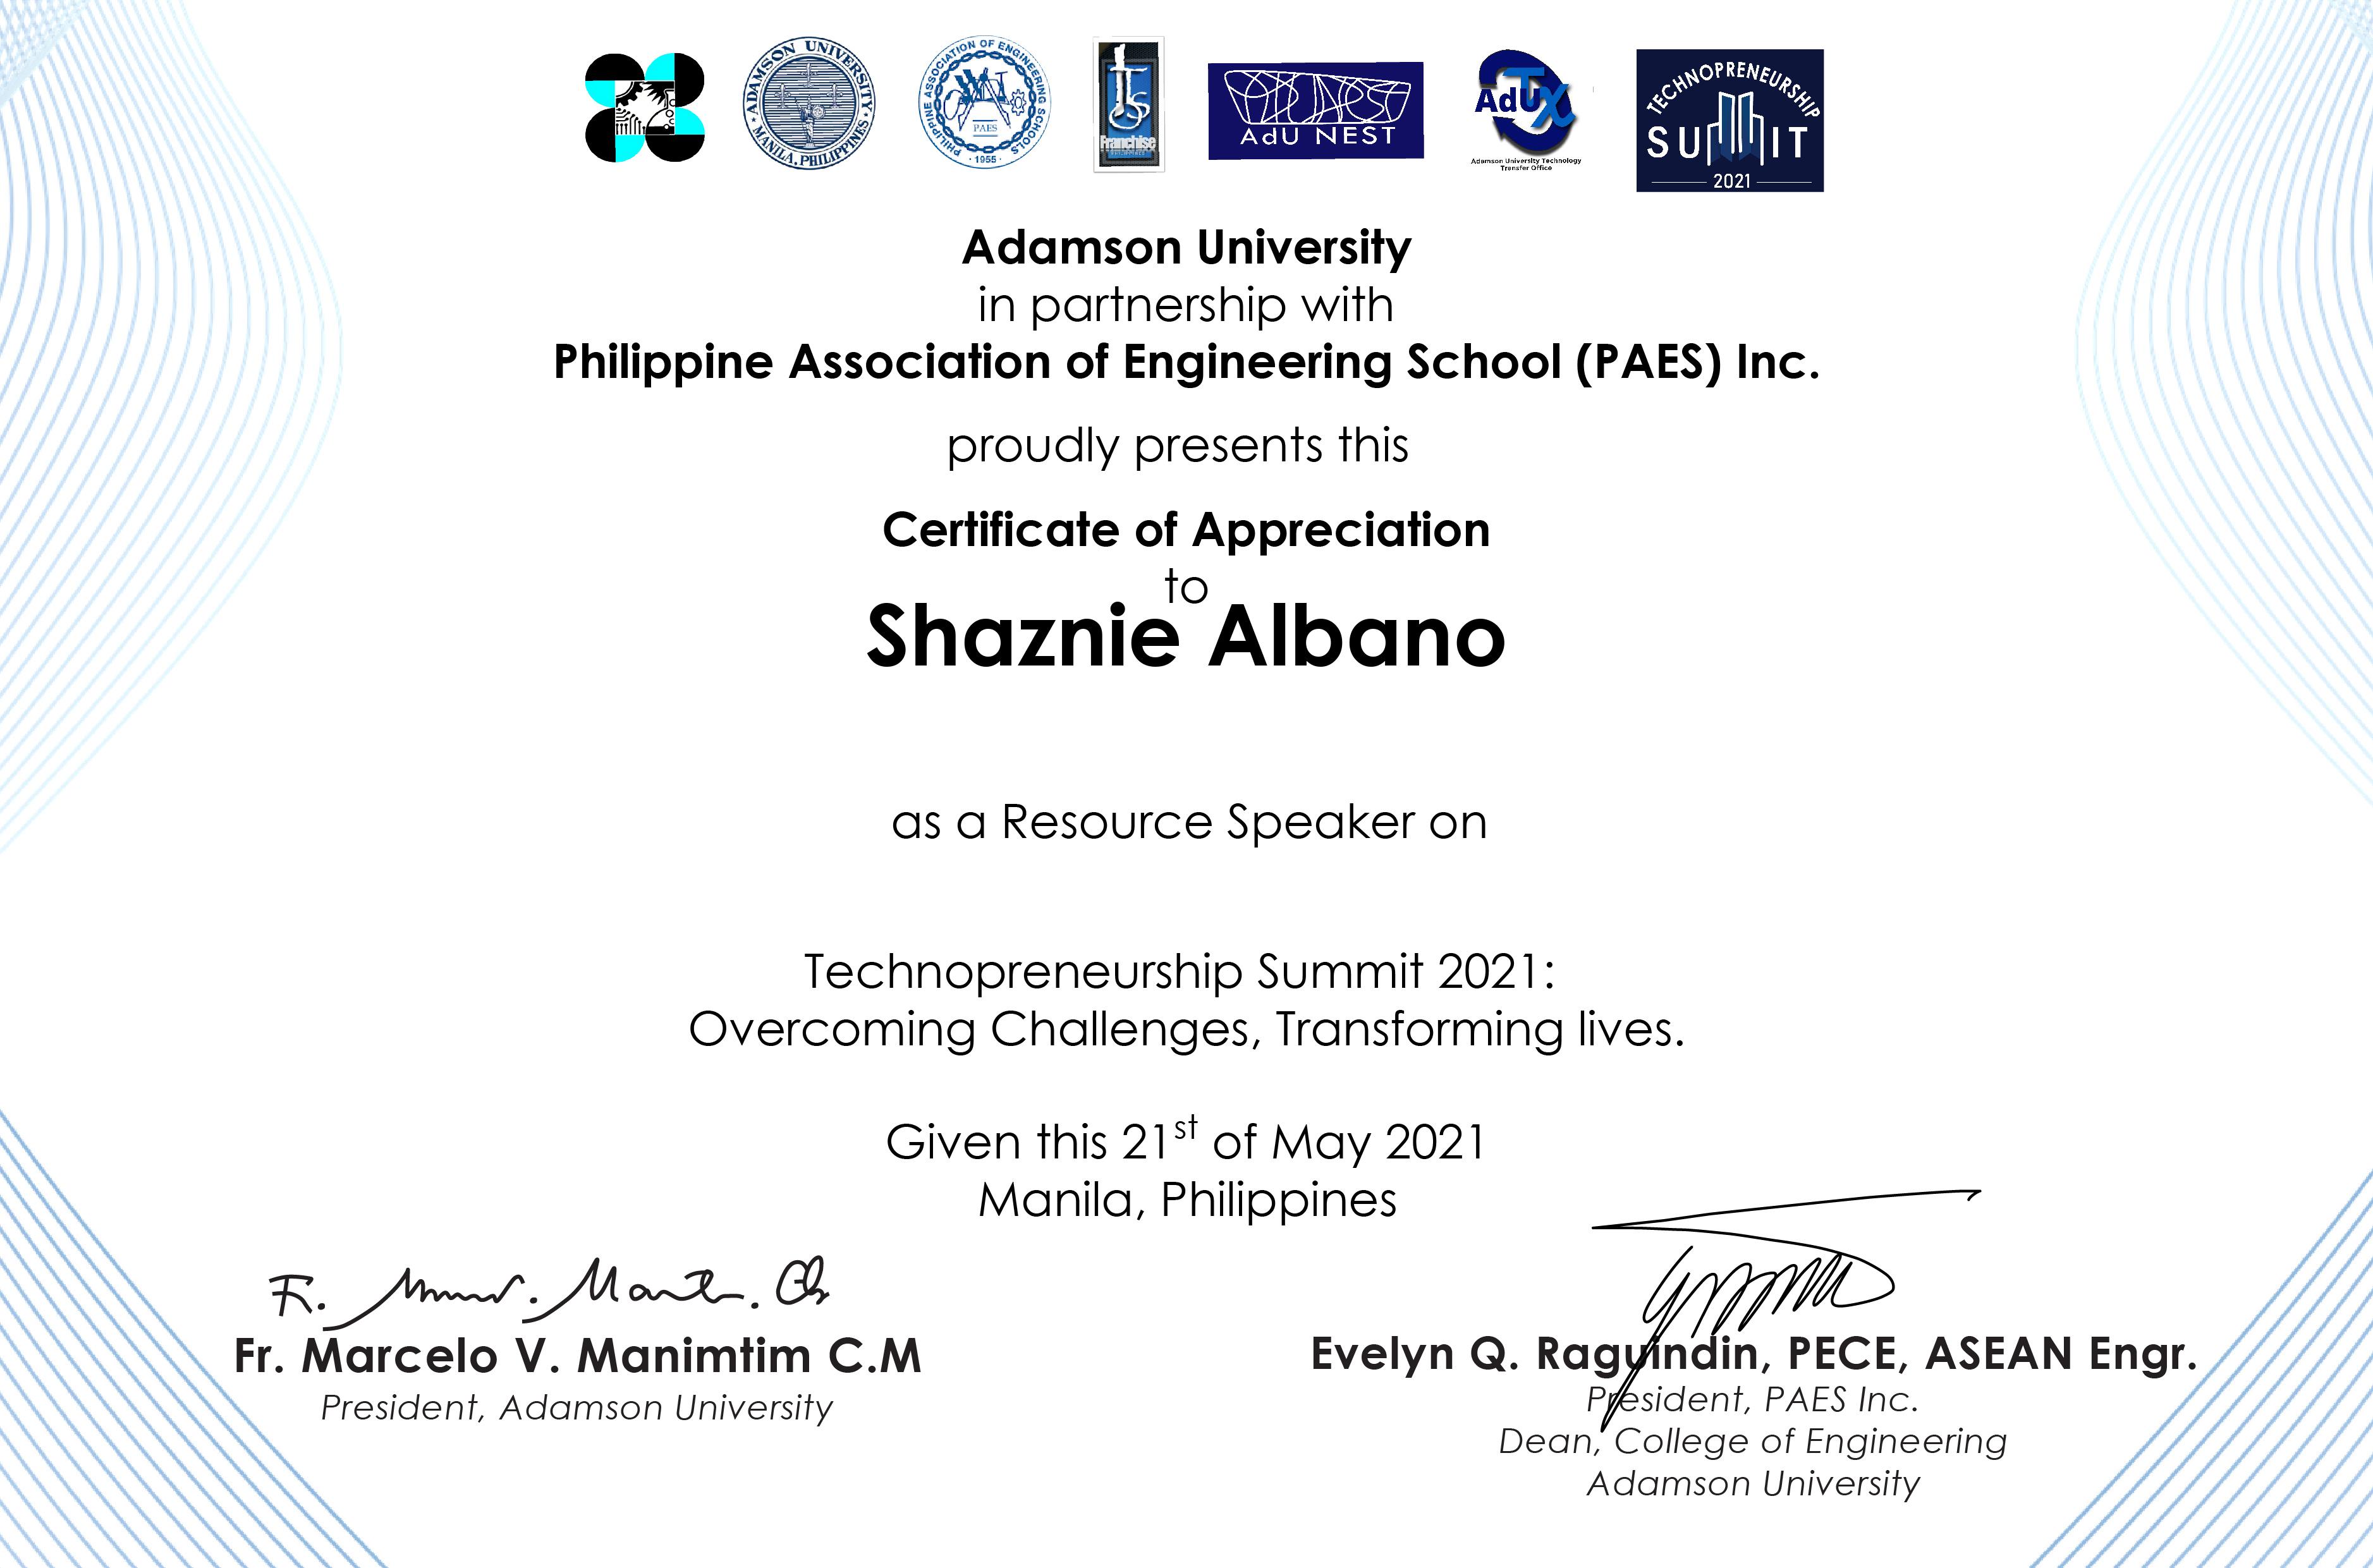 ADAMSON UNIVERSITY
MANILA, PHILIPPINES
PHILIPPINE ASSOCIATION OF ENGINEERING SCHOOLS
PAES
1955
Franchise
AdU NEST
AdUTX
Adamson University Technology
Transfer Office
TECHNOPRENEURSHIP
SUMMIT
2021
Adamson University
in partnership with
Philippine Association of Engineering School (PAES) Inc.
proudly presents this
Certificate of Appreciation
to
Shaznie Albano
as a Resource Speaker on
Technopreneurship Summit 2021:
Overcoming Challenges, Transforming lives.
Given this 21st of May 2021
Manila, Philippines
Fr. Marcelo V. Manimtim C.M
President, Adamson University
Evelyn Q. Raguindin, PECE, ASEAN Engr.
President, PAES Inc.
Dean, College of Engineering
Adamson University